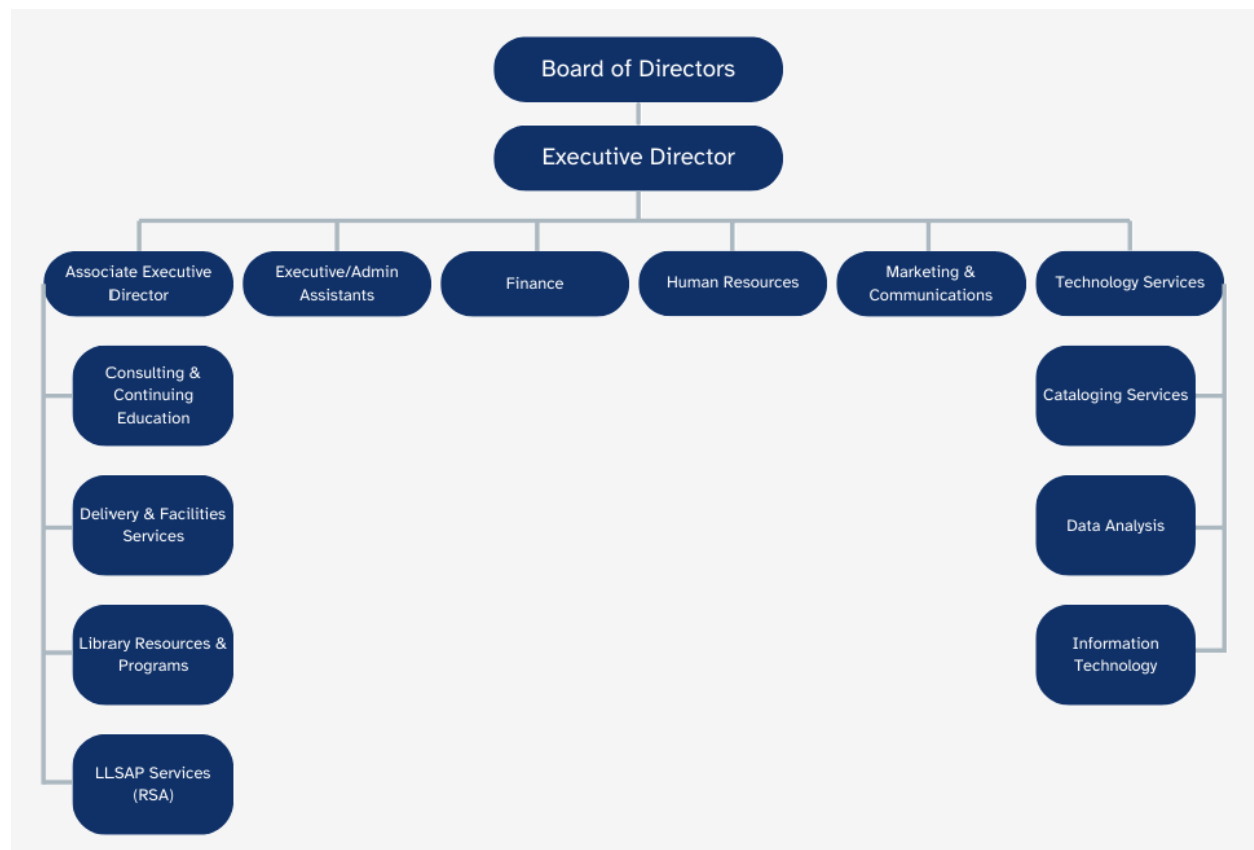 Board of Directors
Executive Director
Associate Executive
Director
Executive/Admin
Assistants
Finance
Human Resources
Marketing &
Communications
Technology Services
Consulting &
Continuing
Education
Delivery & Facilities
Services
Library Resources &
Programs
LLSAP Services
(RSA)
Cataloging Services
Data Analysis
Information
Technology